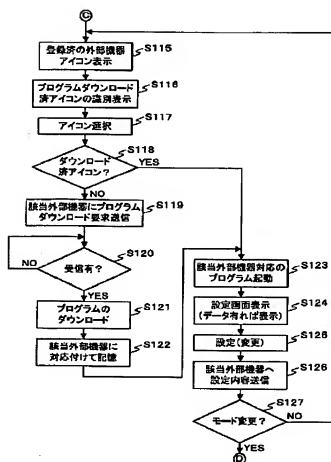 C
登録済の外部機器
アイコン表示
S115
プログラムダウンロード
済アイコンの識別表示
S116
アイコン選択
S117
ダウンロード
済アイコン?
S118
YES
NO
該当外部機器にプログラム
ダウンロード要求送信
S119
受信有?
S120
NO
YES
プログラムの
ダウンロード
S121
該当外部機器に
対応付けて記憶
S122
該当外部機器対応の
プログラム起動
S123
設定画面表示
(データ有れば表示)
S124
設定(変更)
S125
該当外部機器へ
設定内容送信
S126
モード変更?
S127
NO
YES
D